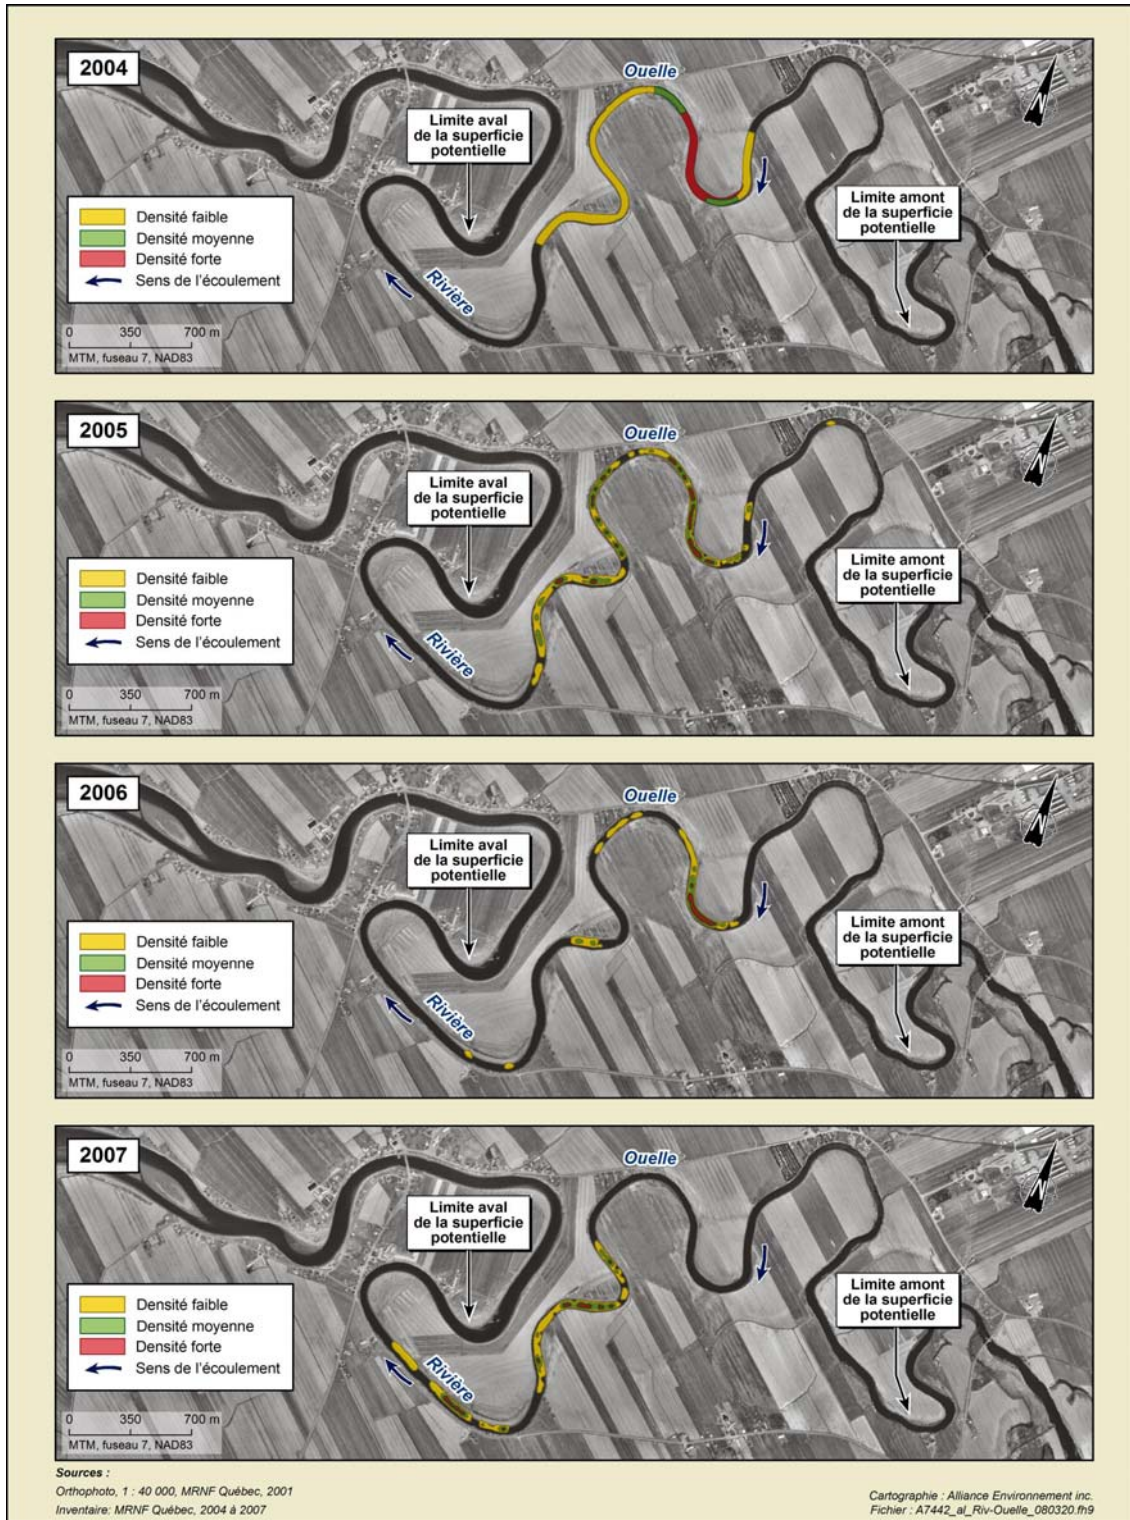 2004
Ouelle
Limite aval
de la superficie
potentielle
Limite amont
de la superficie
potentielle
Densité faible
Densité moyenne
Densité forte
Sens de l'écoulement
Rivière
N
0 350 700 m
MTM, fuseau 7, NAD83
2005
Ouelle
Limite aval
de la superficie
potentielle
Limite amont
de la superficie
potentielle
Densité faible
Densité moyenne
Densité forte
Sens de l'écoulement
Rivière
N
0 350 700 m
MTM, fuseau 7, NAD83
2006
Ouelle
Limite aval
de la superficie
potentielle
Limite amont
de la superficie
potentielle
Densité faible
Densité moyenne
Densité forte
Sens de l'écoulement
Rivière
N
0 350 700 m
MTM, fuseau 7, NAD83
2007
Ouelle
Limite aval
de la superficie
potentielle
Limite amont
de la superficie
potentielle
Densité faible
Densité moyenne
Densité forte
Sens de l'écoulement
Rivière
N
0 350 700 m
MTM, fuseau 7, NAD83
Sources :
Orthophoto, 1 : 40 000, MRNF Québec, 2001
Inventaire: MRNF Québec, 2004 à 2007
Cartographie : Alliance Environnement inc.
Fichier : A7442_al_Riv-Ouelle_080320.fh9